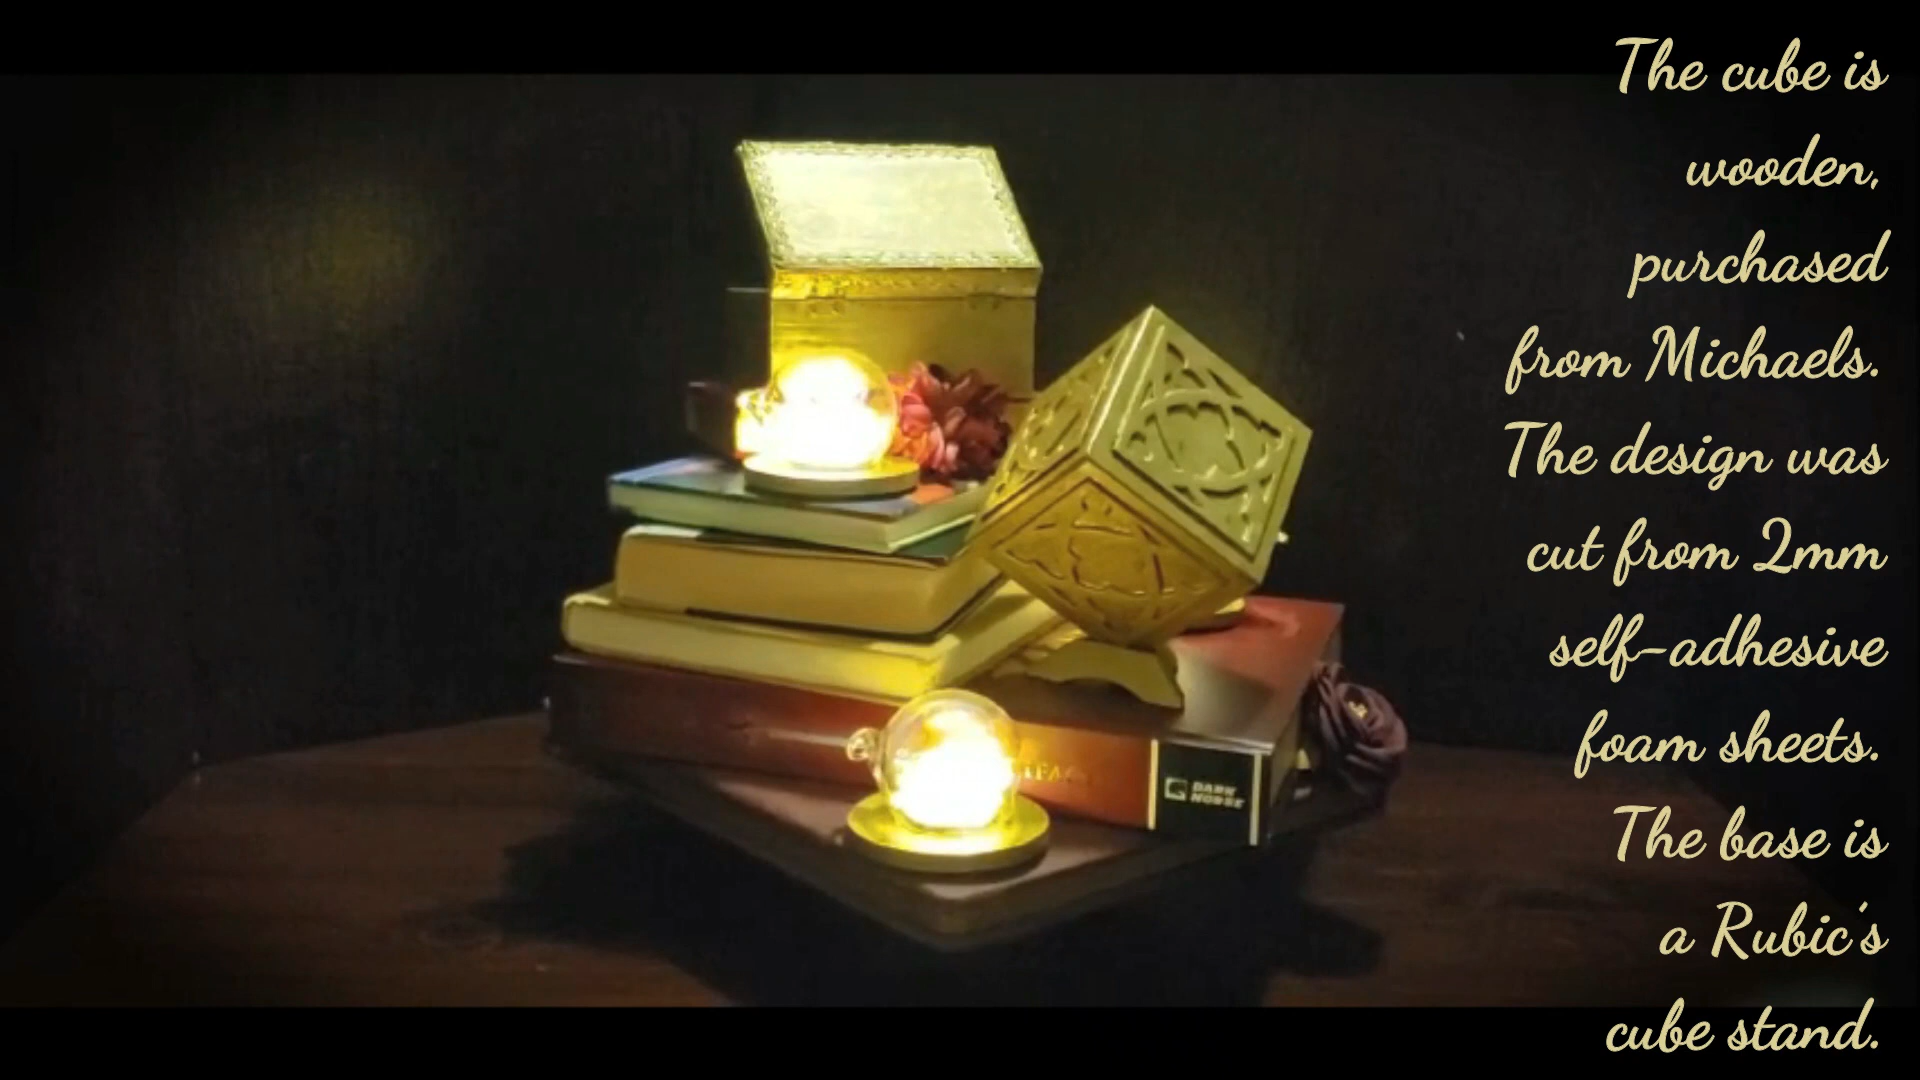 The cube is
wooden,
purchased
from Michaels.
The design was
cut from 2mm
self-adhesive
foam sheets.
The base is
a Rubic's
cube stand.
DARK
HORSE